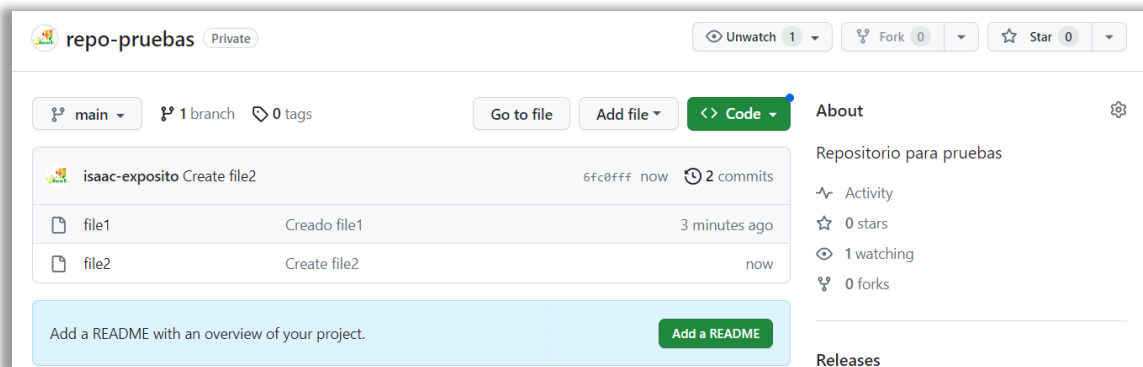 repo-pruebas Private
Unwatch 1
Fork 0
Star 0
main
1 branch
0 tags
Go to file
Add file
<> Code
isaac-exposito Create file2
6fc0fff now
2 commits
file1 Creado file1 3 minutes ago
file2 Create file2 now
Add a README with an overview of your project.
Add a README
About
Repositorio para pruebas
Activity
0 stars
1 watching
0 forks
Releases